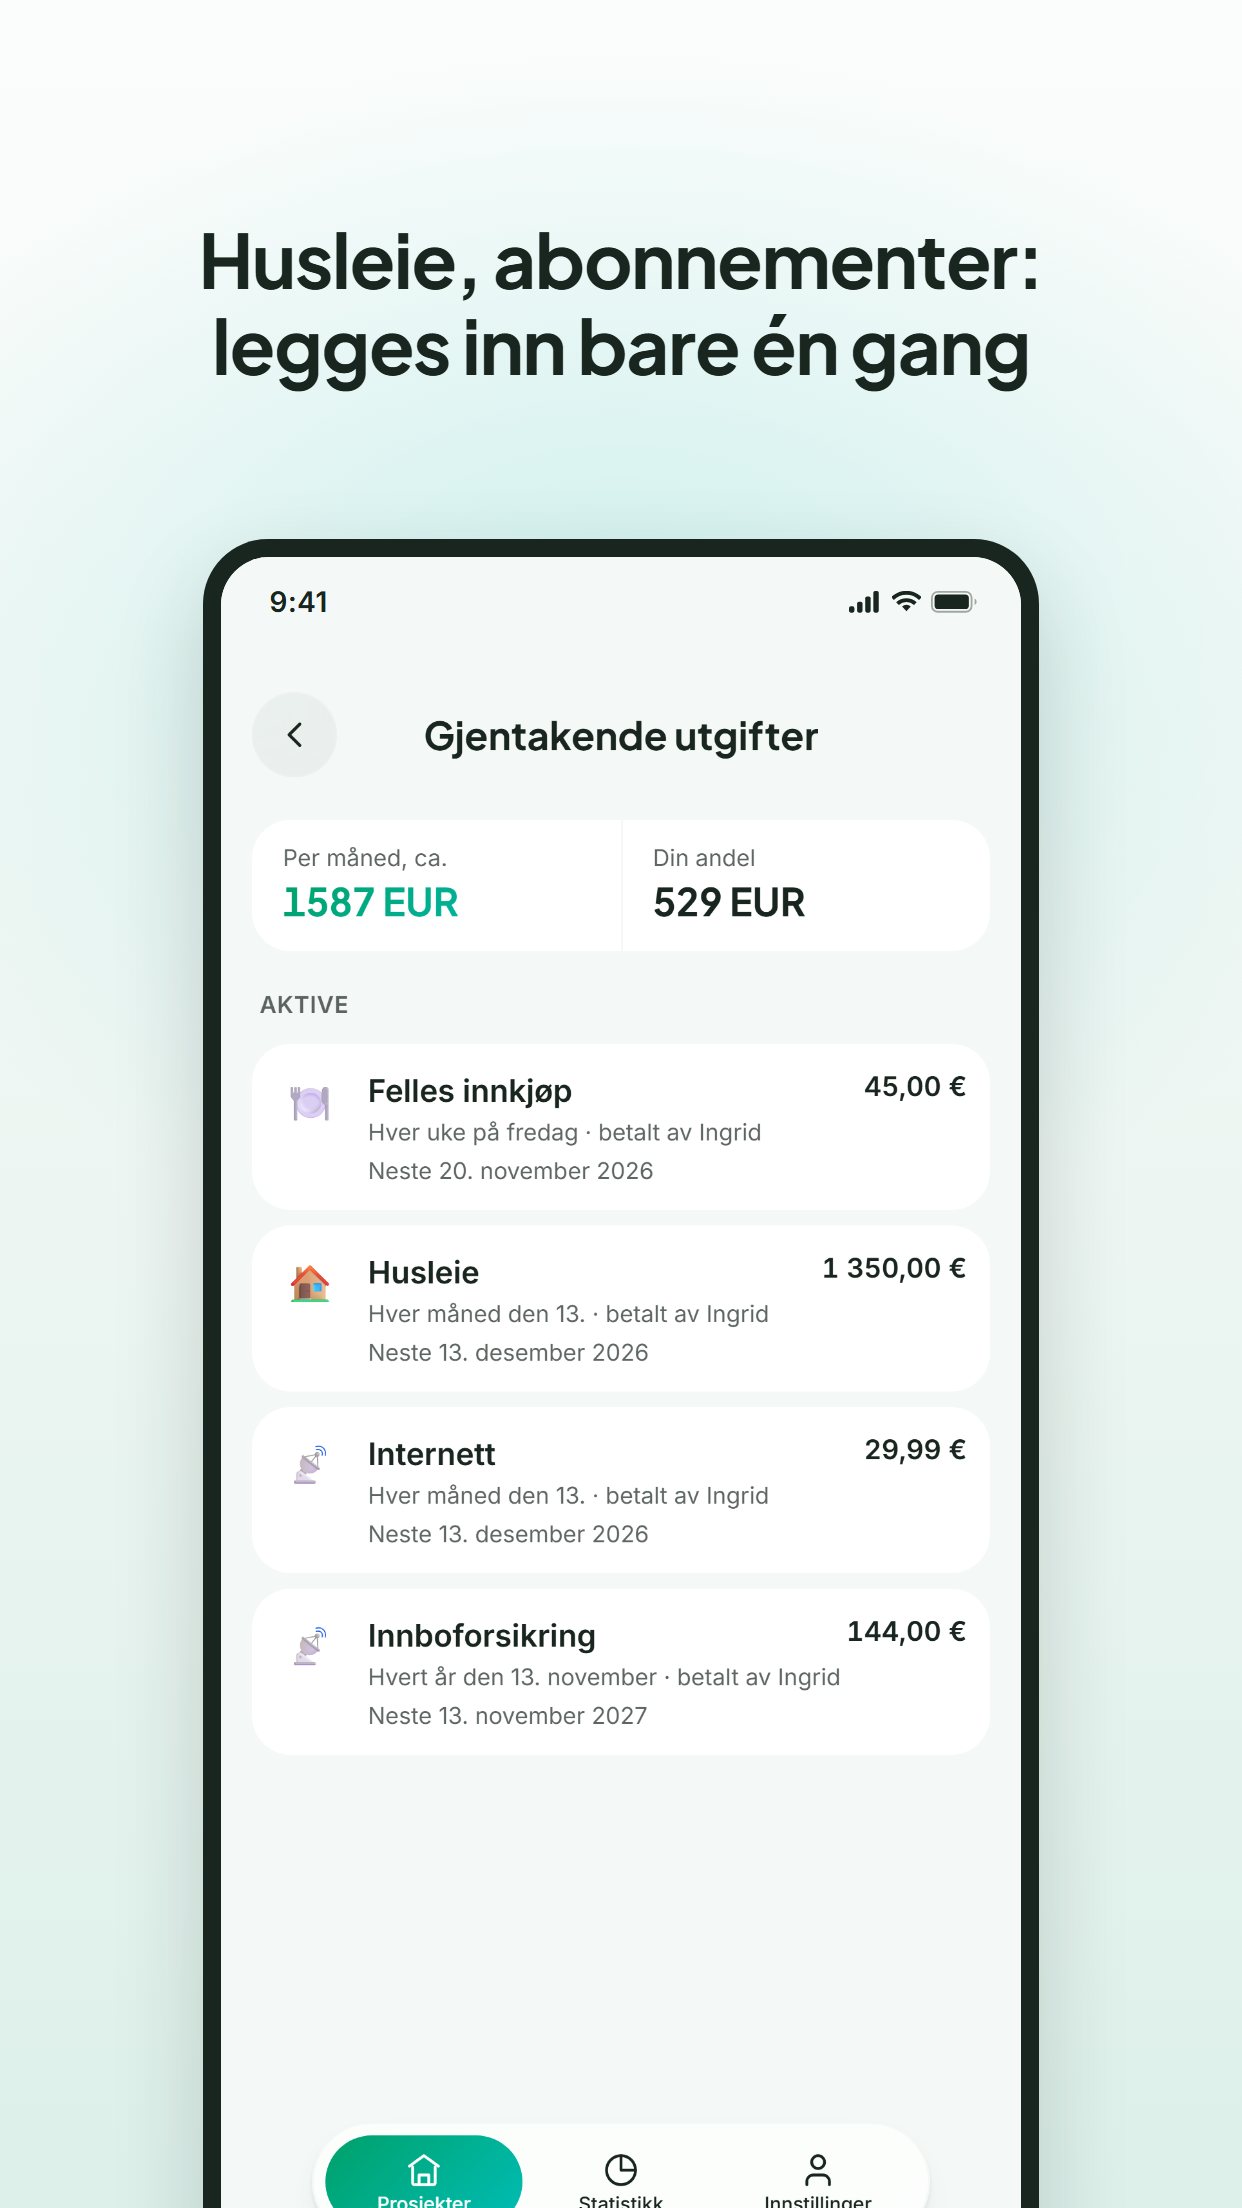 Husleie, abonnementer:
legges inn bare én gang
9:41
Gjentakende utgifter
Per måned, ca.
1587 EUR
Din andel
529 EUR
AKTIVE
Felles innkjøp
45,00 €
Hver uke på fredag · betalt av Ingrid
Neste 20. november 2026
Husleie
1 350,00 €
Hver måned den 13. · betalt av Ingrid
Neste 13. desember 2026
Internett
29,99 €
Hver måned den 13. · betalt av Ingrid
Neste 13. desember 2026
Innboforsikring
144,00 €
Hvert år den 13. november · betalt av Ingrid
Neste 13. november 2027
Prosjekter
Statistikk
Innstillinger